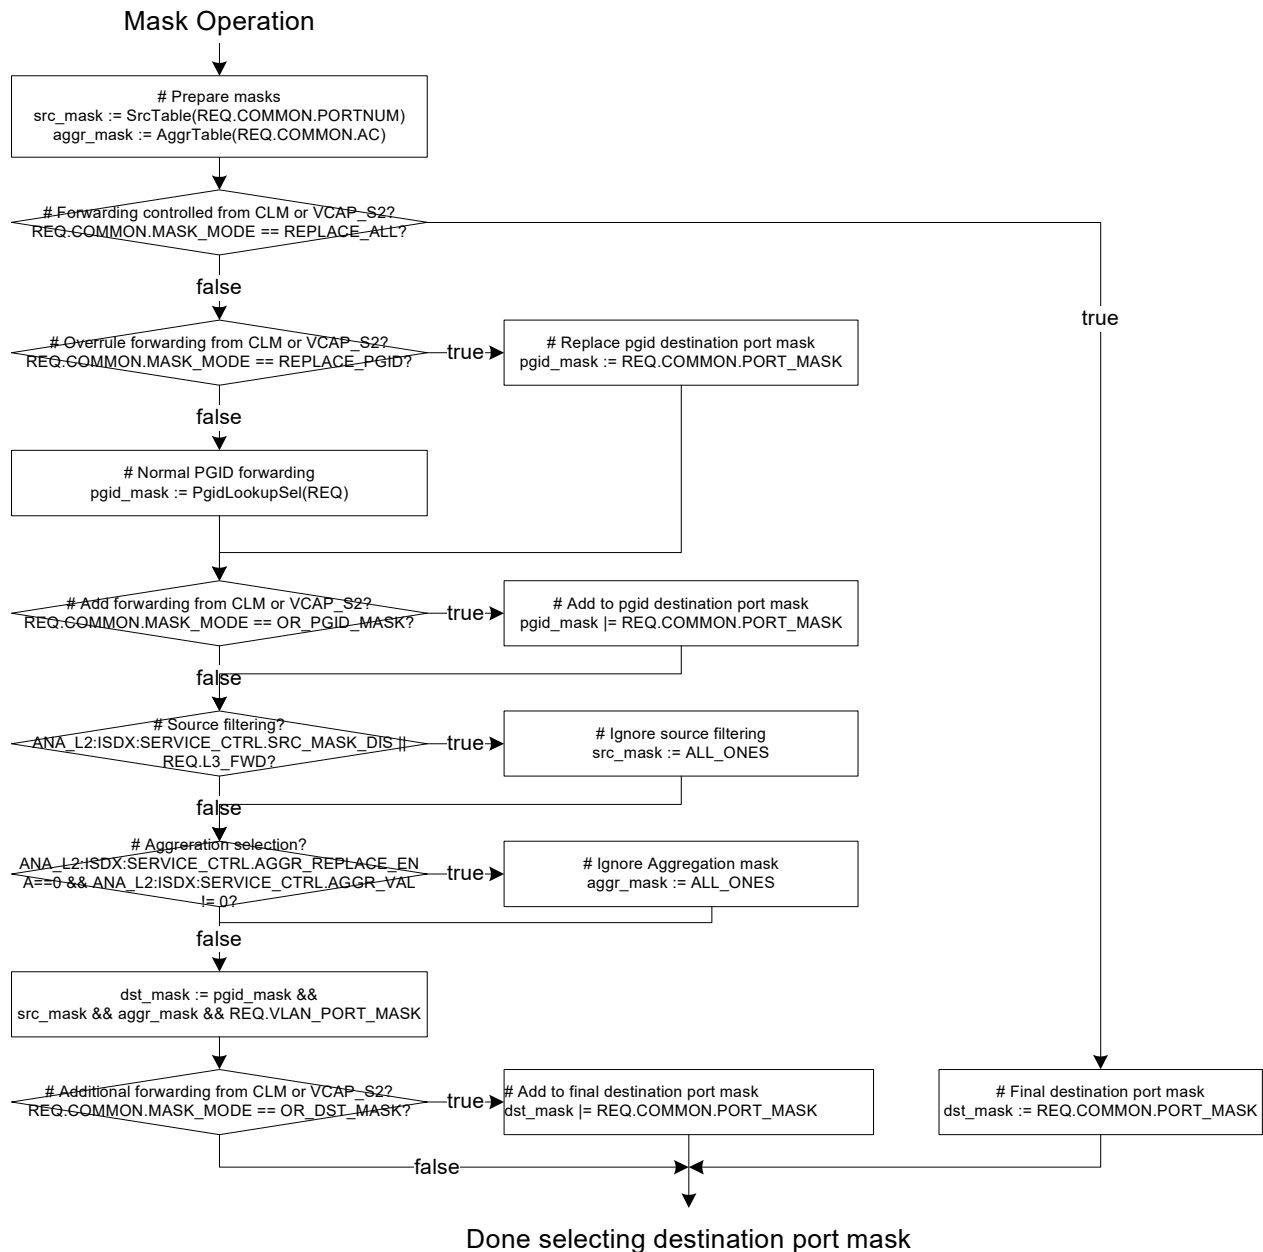 Mask Operation
# Prepare masks
src_mask := SrcTable(REQ.COMMON.PORTNUM)
aggr_mask := AggrTable(REQ.COMMON.AC)
# Forwarding controlled from CLM or VCAP_S2?
REQ.COMMON.MASK_MODE == REPLACE_ALL?
false
true
# Overrule forwarding from CLM or VCAP_S2?
REQ.COMMON.MASK_MODE == REPLACE_PGID?
true
# Replace pgid destination port mask
pgid_mask := REQ.COMMON.PORT_MASK
false
# Normal PGID forwarding
pgid_mask := PgidLookupSel(REQ)
# Add forwarding from CLM or VCAP_S2?
REQ.COMMON.MASK_MODE == OR_PGID_MASK?
true
# Add to pgid destination port mask
pgid_mask |= REQ.COMMON.PORT_MASK
false
# Source filtering?
ANA_L2:ISDX:SERVICE_CTRL.SRC_MASK_DIS ||
REQ.L3_FWD?
true
# Ignore source filtering
src_mask := ALL_ONES
false
# Aggreration selection?
ANA_L2:ISDX:SERVICE_CTRL.AGGR_REPLACE_EN
A==0 && ANA_L2:ISDX:SERVICE_CTRL.AGGR_VAL
!= 0?
true
# Ignore Aggregation mask
aggr_mask := ALL_ONES
false
dst_mask := pgid_mask &&
src_mask && aggr_mask && REQ.VLAN_PORT_MASK
# Additional forwarding from CLM or VCAP_S2?
REQ.COMMON.MASK_MODE == OR_DST_MASK?
true
# Add to final destination port mask
dst_mask |= REQ.COMMON.PORT_MASK
# Final destination port mask
dst_mask := REQ.COMMON.PORT_MASK
false
Done selecting destination port mask